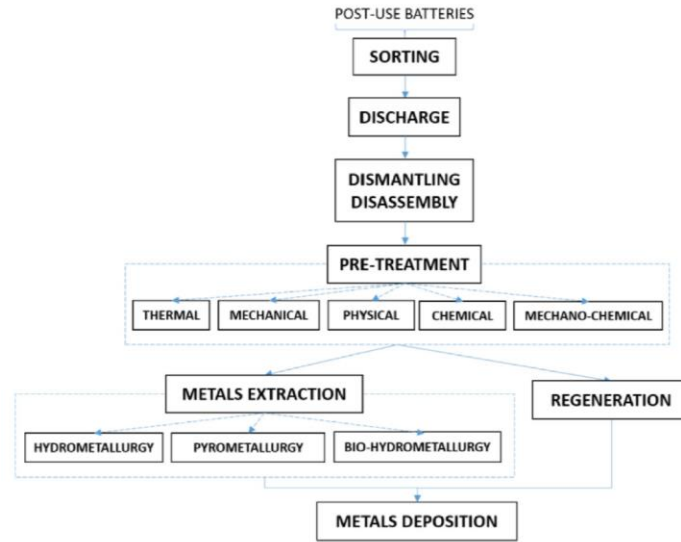 POST-USE BATTERIES
SORTING
DISCHARGE
DISMANTLING
DISASSEMBLY
PRE-TREATMENT
THERMAL
MECHANICAL
PHYSICAL
CHEMICAL
MECHANO-CHEMICAL
METALS EXTRACTION
REGENERATION
HYDROMETALLURGY
PYROMETALLURGY
BIO-HYDROMETALLURGY
METALS DEPOSITION